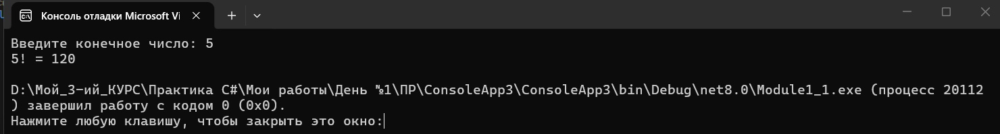 Консоль отладки Microsoft Vi
Введите конечное число: 5
5! = 120
D:\Мой_3-ий_КУРС\Практика C#\Мои работы\День №1\ПР\ConsoleApp3\ConsoleApp3\bin\Debug\net8.0\Module1_1.exe (процесс 20112
) завершил работу с кодом 0 (0x0).
Нажмите любую клавишу, чтобы закрыть это окно: